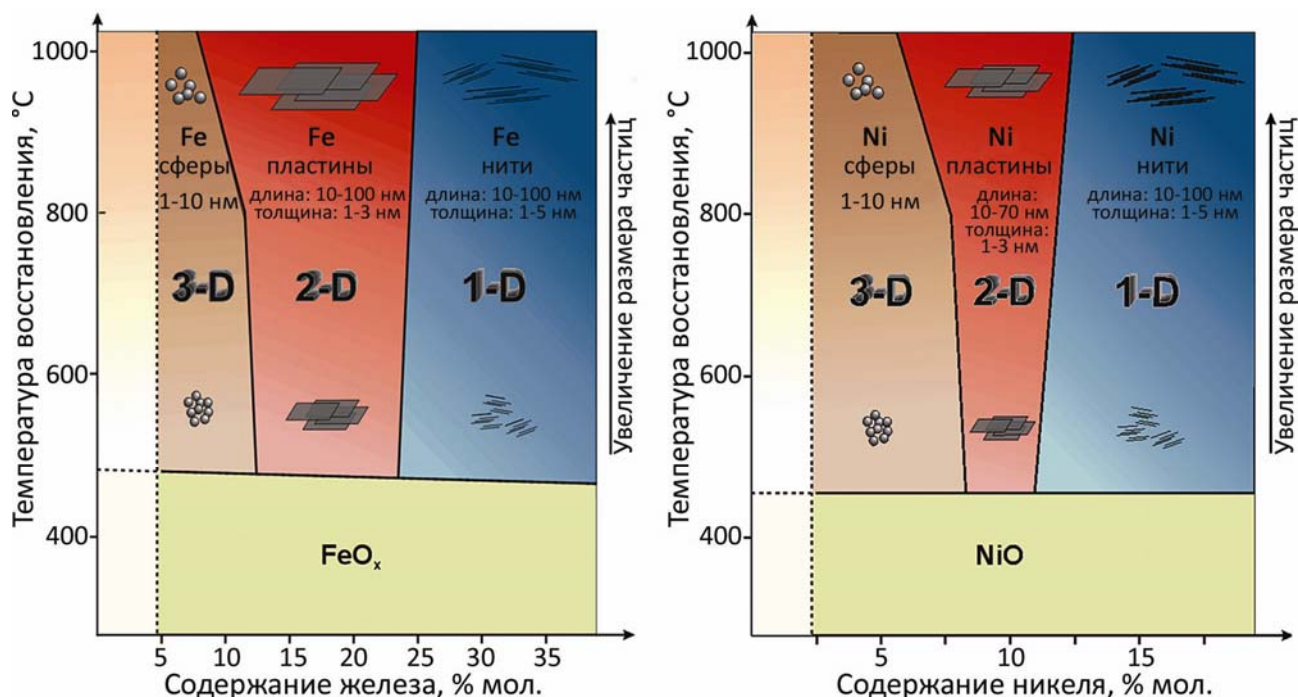 Температура восстановления, °C
1000
800
600
400
Fe
сферы
1-10 нм
Fe
пластины
длина: 10-100 нм
толщина: 1-3 нм
Fe
нити
длина: 10-100 нм
толщина: 1-5 нм
3-D
2-D
1-D
FeOx
5 10 15 20 25 30 35
Содержание железа, % мол.
Увеличение размера частиц
Температура восстановления, °C
1000
800
600
400
Ni
сферы
1-10 нм
Ni
пластины
длина:
10-70 нм
толщина:
1-3 нм
Ni
нити
длина: 10-100 нм
толщина: 1-5 нм
3-D
2-D
1-D
NiO
5 10 15
Содержание никеля, % мол.
Увеличение размера частиц